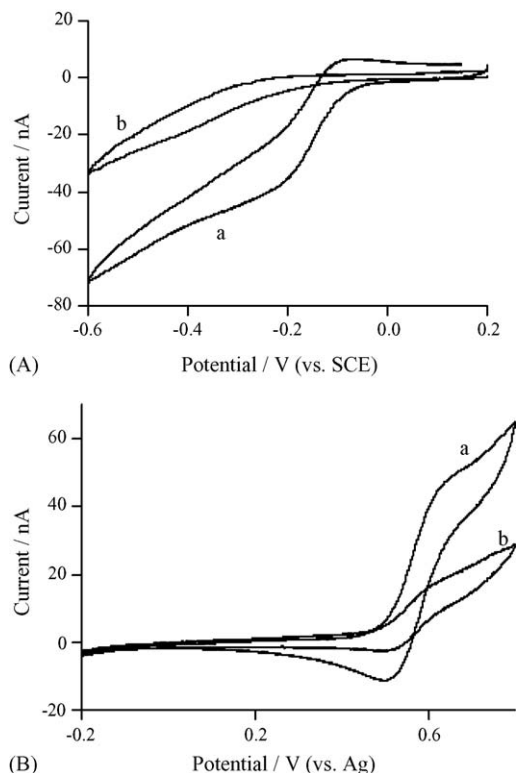 20
0
-20
-40
-60
-80
Cuurent / nA
b
a
-0.6
-0.4
-0.2
0.0
0.2
(A)
Potential / V (vs. SCE)
60
40
20
0
-20
Current / nA
a
b
-0.2
0.2
0.6
(B)
Potential / V (vs. Ag)